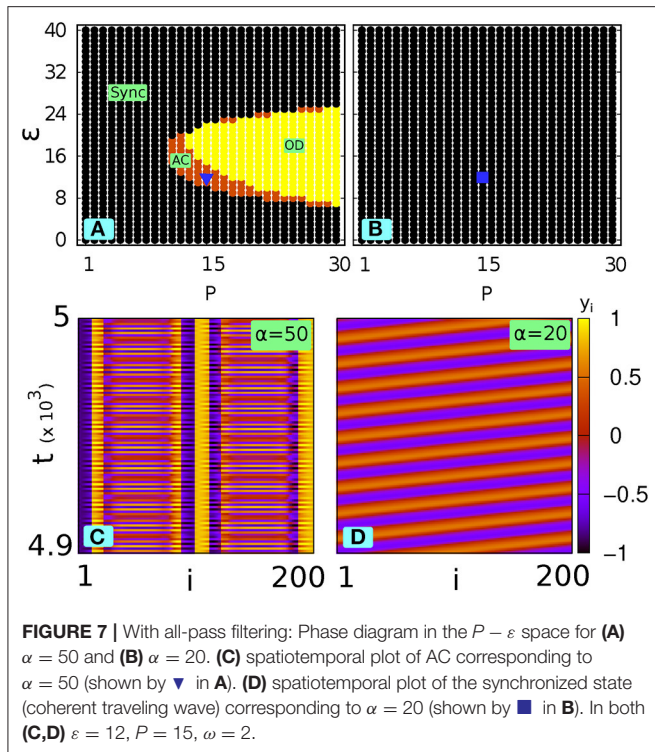 40
32
24
16
8
0
ε
Sync
AC
OD
A
1 15 30
P
B
1 15 30
P
5
t (x 10³)
4.9
α=50
C
1 i 200
α=20
D
1 i 200
y_i
1
0.5
0
−0.5
−1
FIGURE 7 | With all-pass filtering: Phase diagram in the P − ε space for (A)
α = 50 and (B) α = 20. (C) spatiotemporal plot of AC corresponding to
α = 50 (shown by ▼ in A). (D) spatiotemporal plot of the synchronized state
(coherent traveling wave) corresponding to α = 20 (shown by ■ in B). In both
(C,D) ε = 12, P = 15, ω = 2.